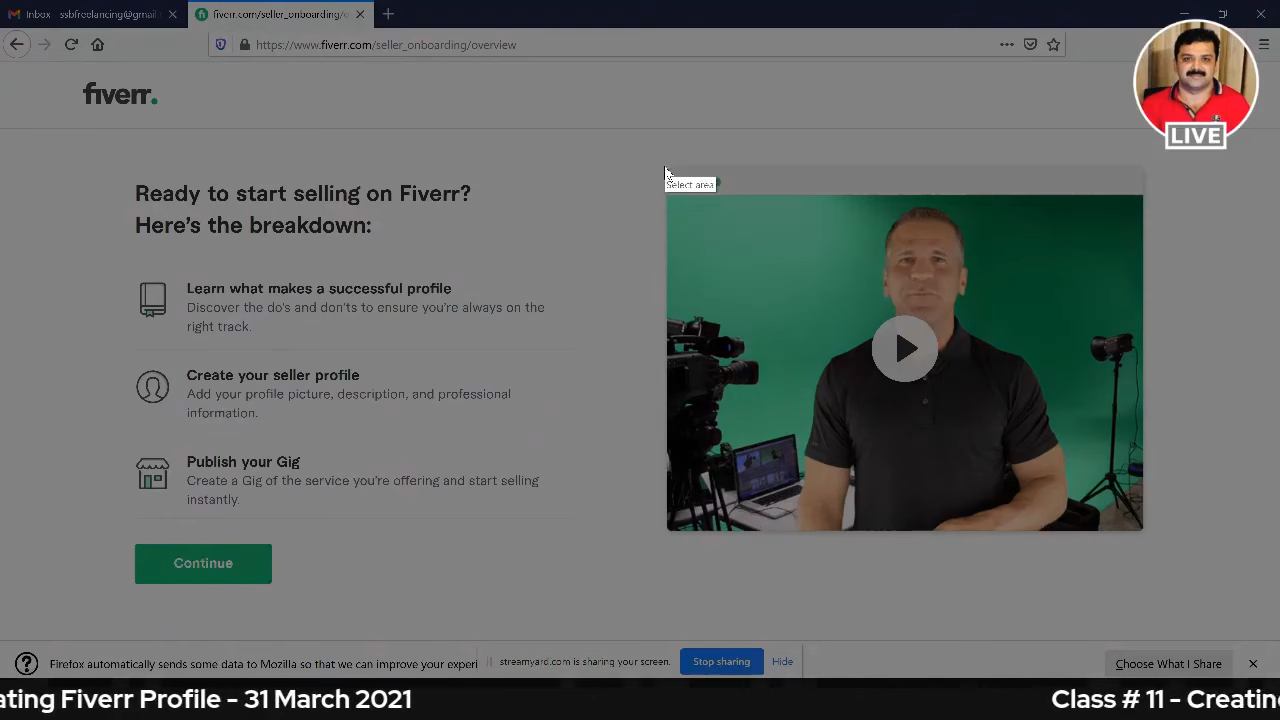 Inbox - ssbfreelancing@gmail
fiverr.com/seller_onboarding/o
https://www.fiverr.com/seller_onboarding/overview
fiverr.
LIVE
Select area
Ready to start selling on Fiverr?
Here's the breakdown:
Learn what makes a successful profile
Discover the do's and don'ts to ensure you're always on the
right track.
Create your seller profile
Add your profile picture, description, and professional
information.
Publish your Gig
Create a Gig of the service you're offering and start selling
instantly.
Continue
Firefox automatically sends some data to Mozilla so that we can improve your experi
streamyard.com is sharing your screen.
Stop sharing
Hide
Choose What I Share
ating Fiverr Profile - 31 March 2021
Class # 11 - Creating